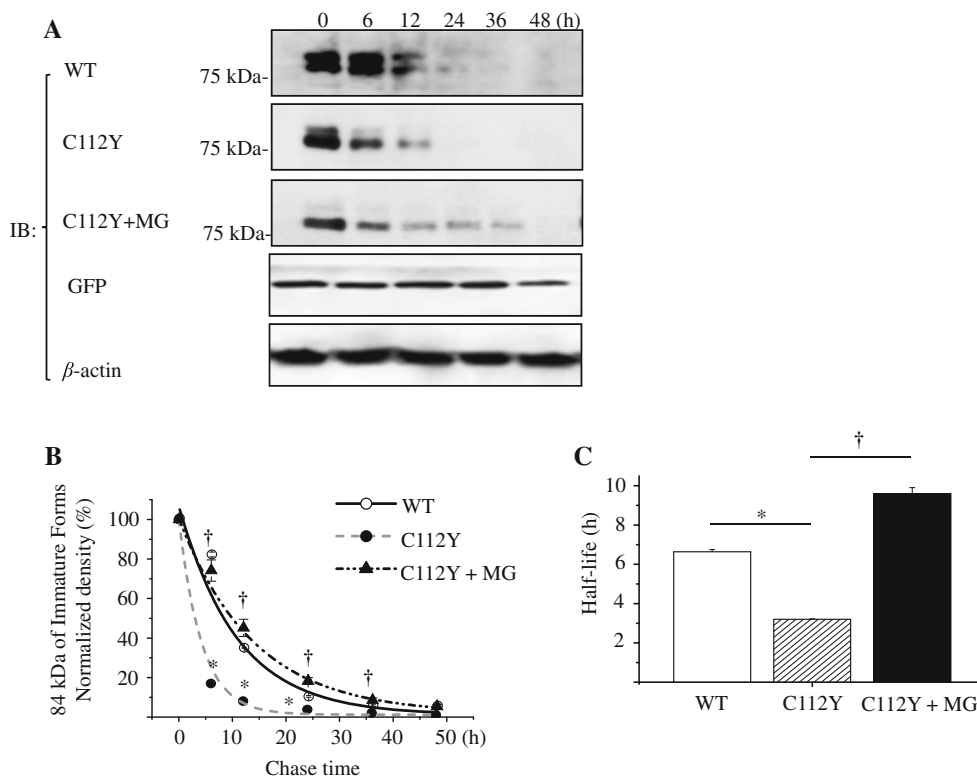 A
0 6 12 24 36 48 (h)
IB:
WT
75 kDa-
C112Y
75 kDa-
C112Y+MG
75 kDa-
GFP
β-actin
B
84 kDa of Immature Forms
Normalized density (%)
100
80
60
40
20
0 10 20 30 40 50 (h)
Chase time
WT
C112Y
C112Y + MG
†
†
†
†
*
*
*
C
Half-life (h)
10
8
6
4
2
*
†
WT C112Y C112Y + MG